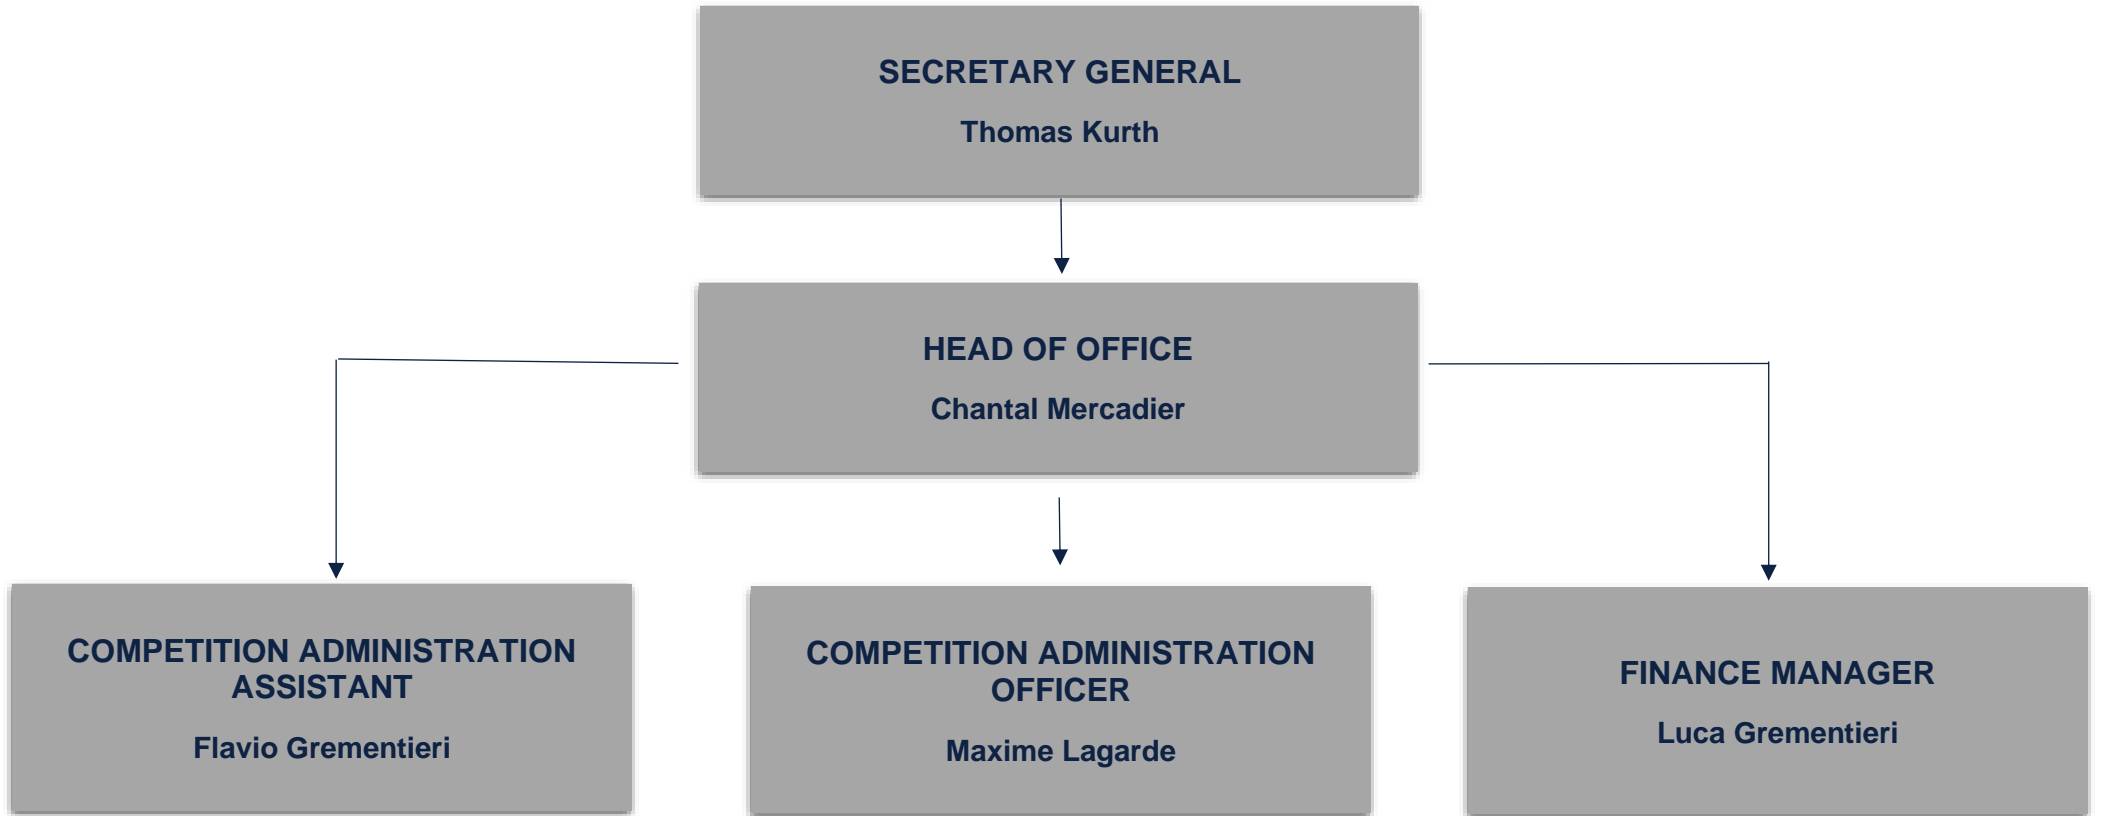 SECRETARY GENERAL
Thomas Kurth
HEAD OF OFFICE
Chantal Mercadier
COMPETITION ADMINISTRATION
ASSISTANT
Flavio Grementieri
COMPETITION ADMINISTRATION
OFFICER
Maxime Lagarde
FINANCE MANAGER
Luca Grementieri